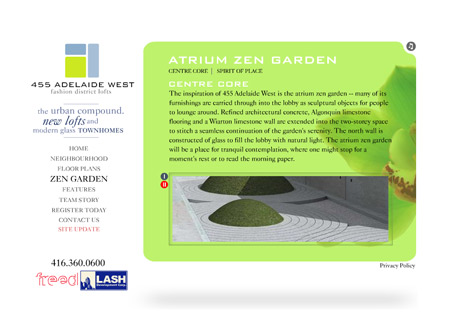 455 ADELAIDE WEST
fashion district lofts
the urban compound.
new lofts and
modern glass TOWNHOMES
HOME
NEIGHBOURHOOD
FLOOR PLANS
ZEN GARDEN
FEATURES
TEAM STORY
REGISTER TODAY
CONTACT US
SITE UPDATE
416.360.0600
freed
LASH
Development Corp.
ATRIUM ZEN GARDEN
CENTRE CORE | SPIRIT OF PLACE
CENTRE CORE
The inspiration of 455 Adelaide West is the atrium zen garden -- many of its
furnishings are carried through into the lobby as sculptural objects for people
to lounge around. Refined architectural concrete, Algonquin limestone
flooring and a Wiarton limestone wall are extended into the two-storey space
to stitch a seamless continuation of the garden's serenity. The north wall is
constructed of glass to fill the lobby with natural light. The atrium zen garden
will be a place for tranquil contemplation, where one might stop for a
moment's rest or to read the morning paper.
Privacy Policy